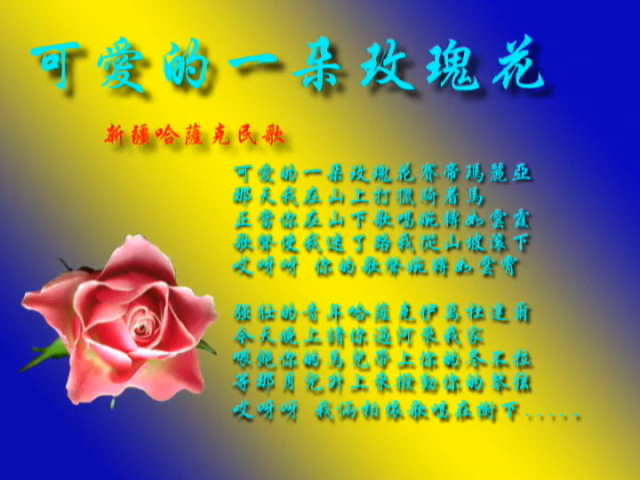 可愛的一朵玫瑰花
新疆哈薩克民歌
可愛的一朵玫瑰花賽帝瑪麗亞
那天我在山上打獵騎着馬
正當你在山下歌唱婉轉如雲霞
歌聲使我迷了路我從山坡滾下
哎呀呀 你的歌聲婉轉如雲霄
强壯的青年哈薩克伊萬杜達爾
今天晚上請你過河來我家
喂飽你的馬兒帶上你的冬不拉
等那月兒升上來撥動你的琴弦
哎呀呀 我倆相偎歌唱在樹下.....